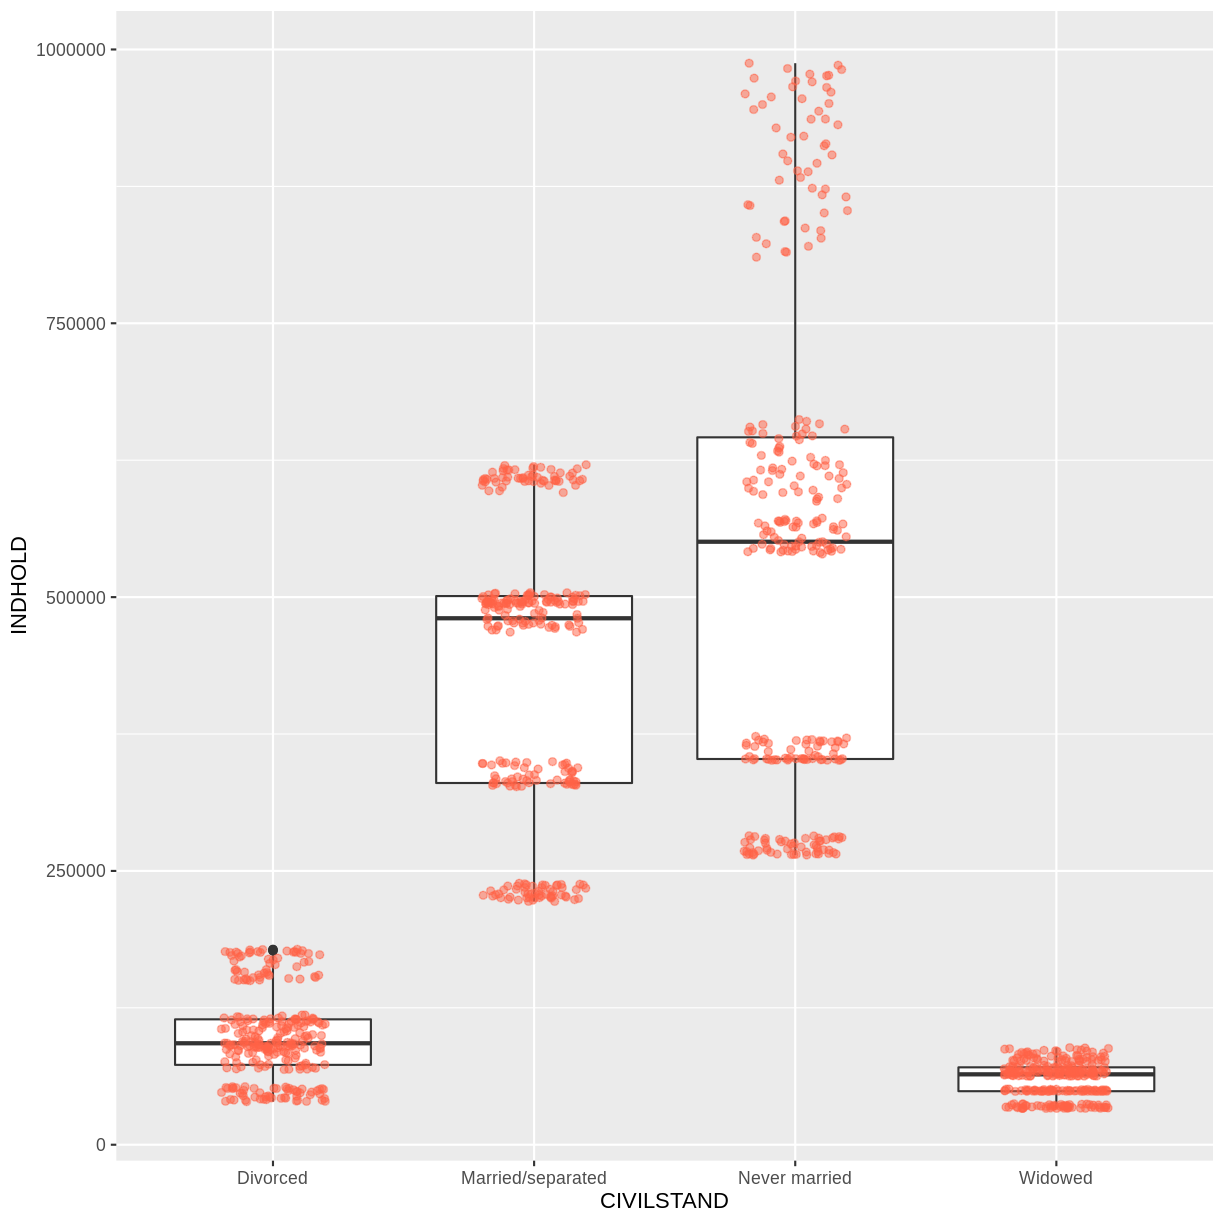 1000000
750000
500000
250000
0
INDHOLD
Divorced
Married/separated
Never married
Widowed
CIVILSTAND